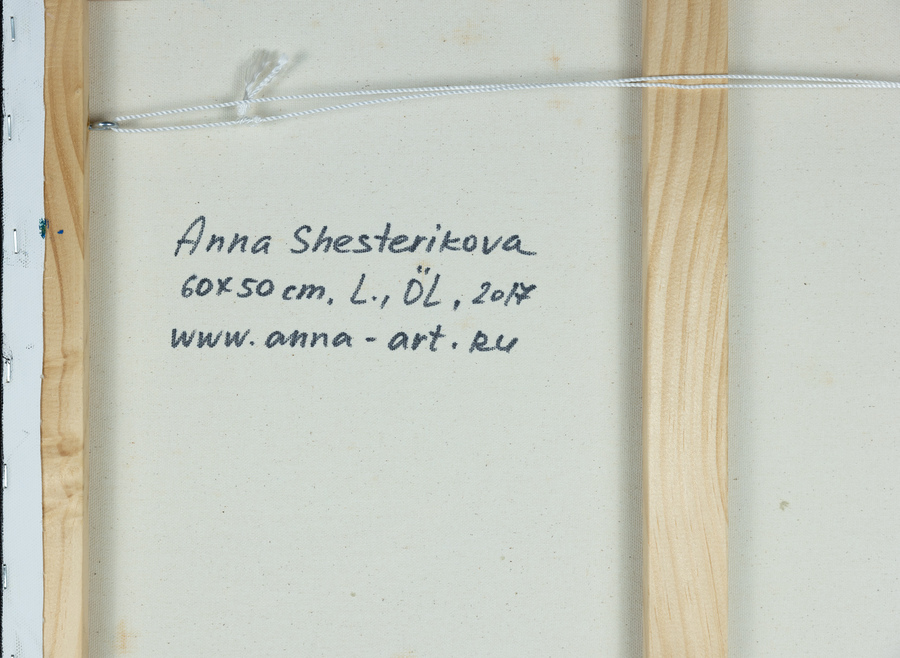 Anna Shesterikova
60x50 cm. L., ÖL, 2017
www.anna-art.ru